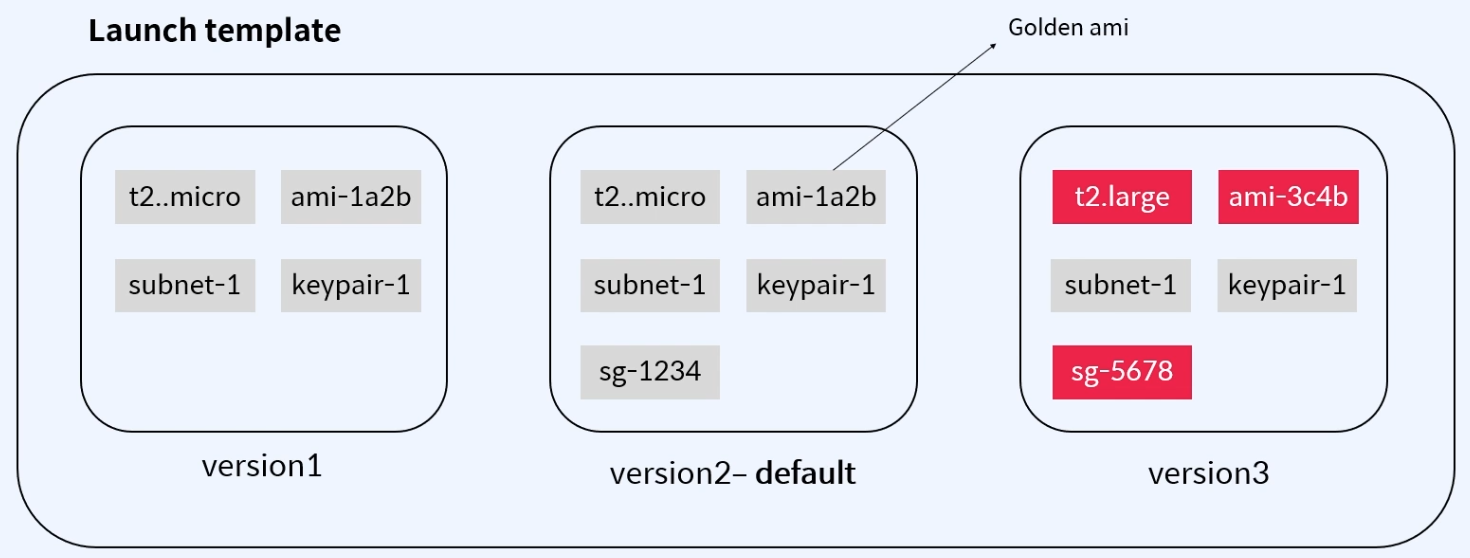 Launch template
Golden ami
t2..micro
ami-1a2b
subnet-1
keypair-1
version1
t2..micro
ami-1a2b
subnet-1
keypair-1
sg-1234
version2– default
t2.large
ami-3c4b
subnet-1
keypair-1
sg-5678
version3